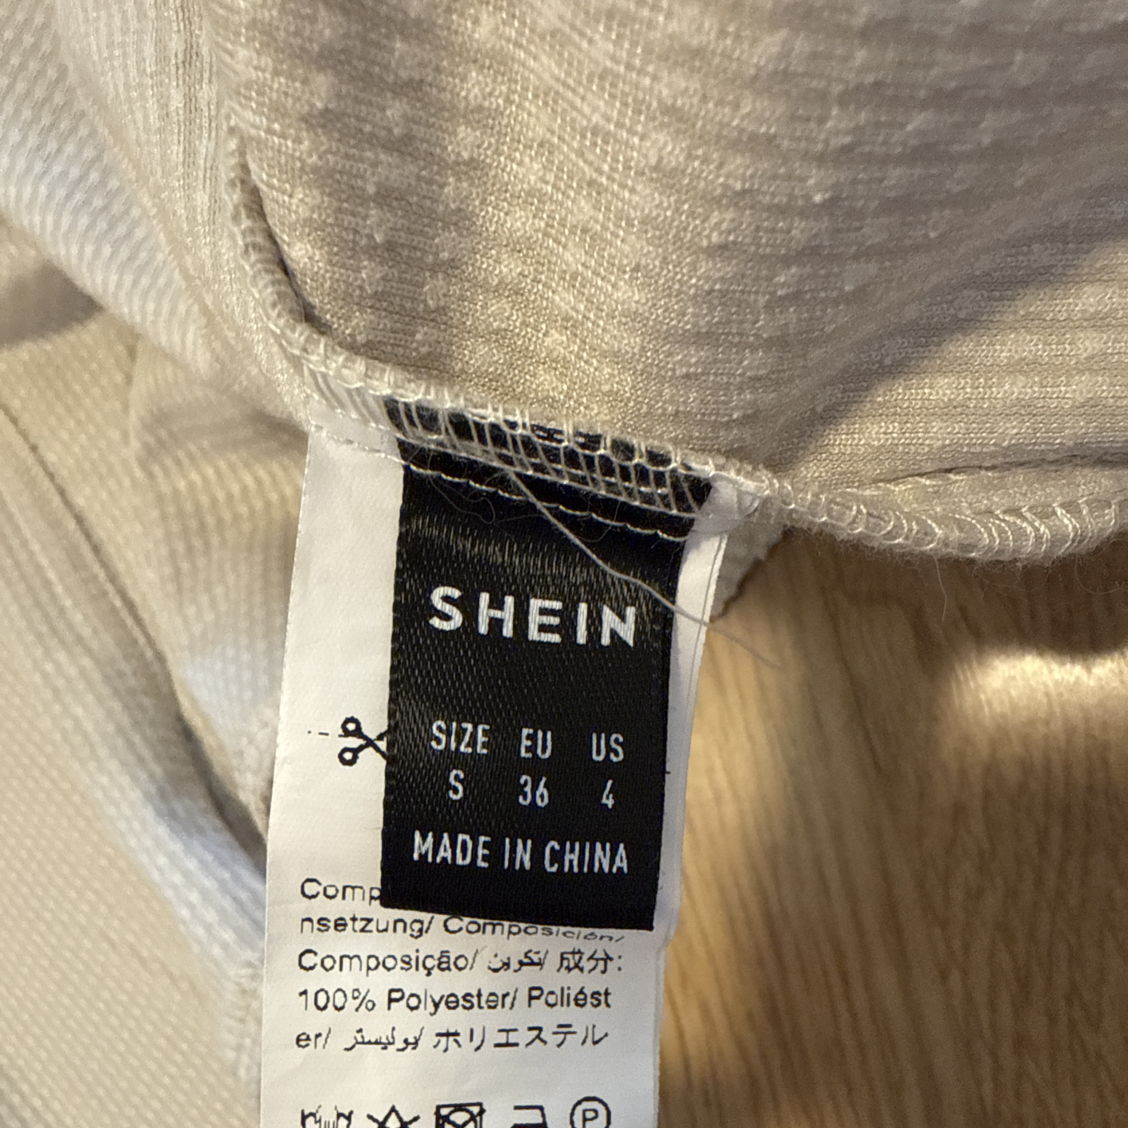 SHEIN
SIZE EU US
S 36 4
MADE IN CHINA
Comp
nsetzung/ Composición/
Composição/ تكوين/ 成分:
100% Polyester/ Poliést
er/ بوليستر/ ポリエステル
P